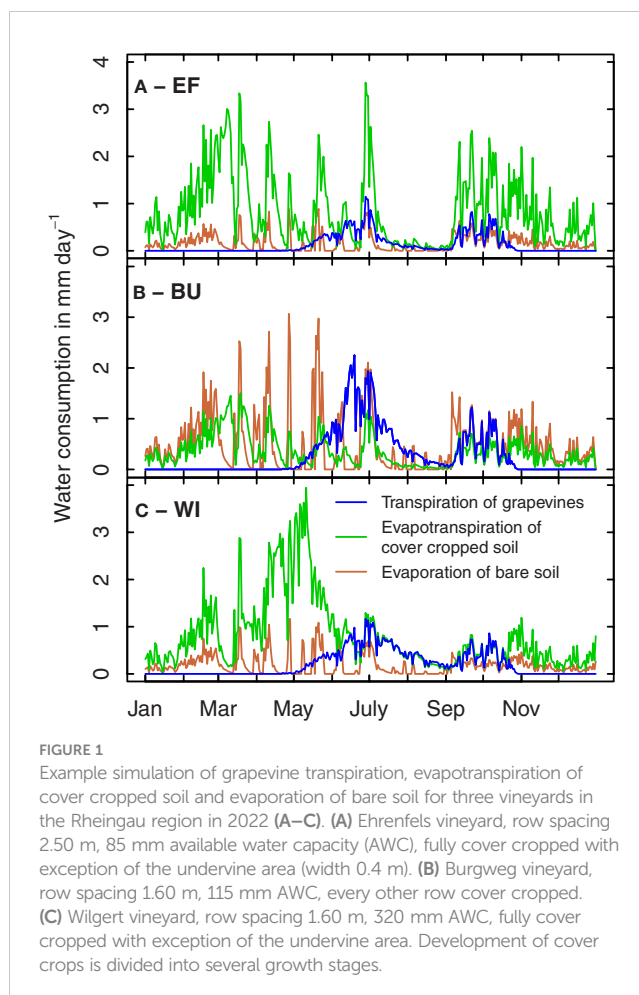 A – EF
4
3
2
1
0
B – BU
3
2
1
0
C – WI
Transpiration of grapevines
Evapotranspiration of
cover cropped soil
Evaporation of bare soil
3
2
1
0
Water consumption in mm day⁻¹
Jan Mar May July Sep Nov
FIGURE 1
Example simulation of grapevine transpiration, evapotranspiration of
cover cropped soil and evaporation of bare soil for three vineyards in
the Rheingau region in 2022 (A–C). (A) Ehrenfels vineyard, row spacing
2.50 m, 85 mm available water capacity (AWC), fully cover cropped with
exception of the undervine area (width 0.4 m). (B) Burgweg vineyard,
row spacing 1.60 m, 115 mm AWC, every other row cover cropped.
(C) Wilgert vineyard, row spacing 1.60 m, 320 mm AWC, fully cover
cropped with exception of the undervine area. Development of cover
crops is divided into several growth stages.